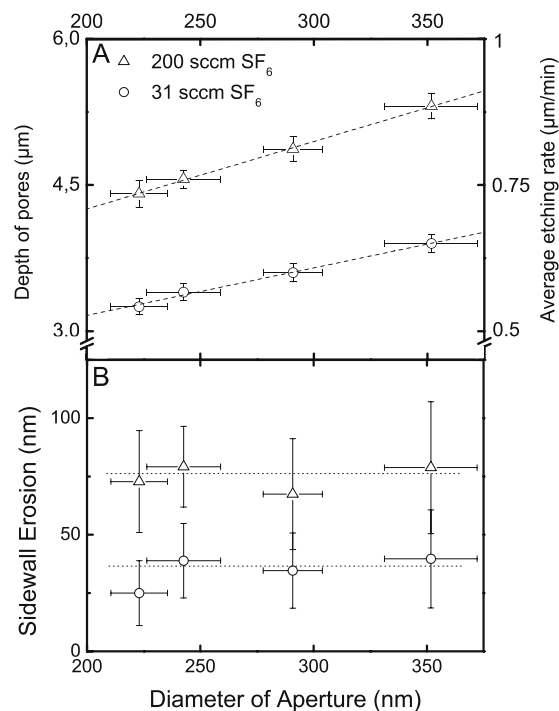 200 250 300 350
6,0
1
A
△ 200 sccm SF₆
○ 31 sccm SF₆
Depth of pores (μm)
Average etching rate (μm/min)
4,5
0,75
3,0
0,5
B
100
50
0
Sidewall Erosion (nm)
200 250 300 350
Diameter of Aperture (nm)